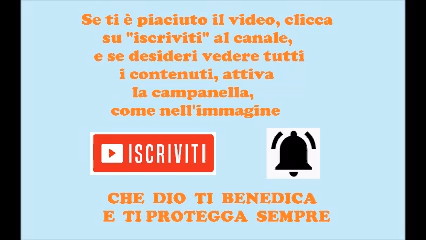 Se ti è piaciuto il video, clicca
su "iscriviti" al canale,
e se desideri vedere tutti
i contenuti, attiva
la campanella,
come nell'immagine
ISCRIVITI
CHE DIO TI BENEDICA
E TI PROTEGGA SEMPRE